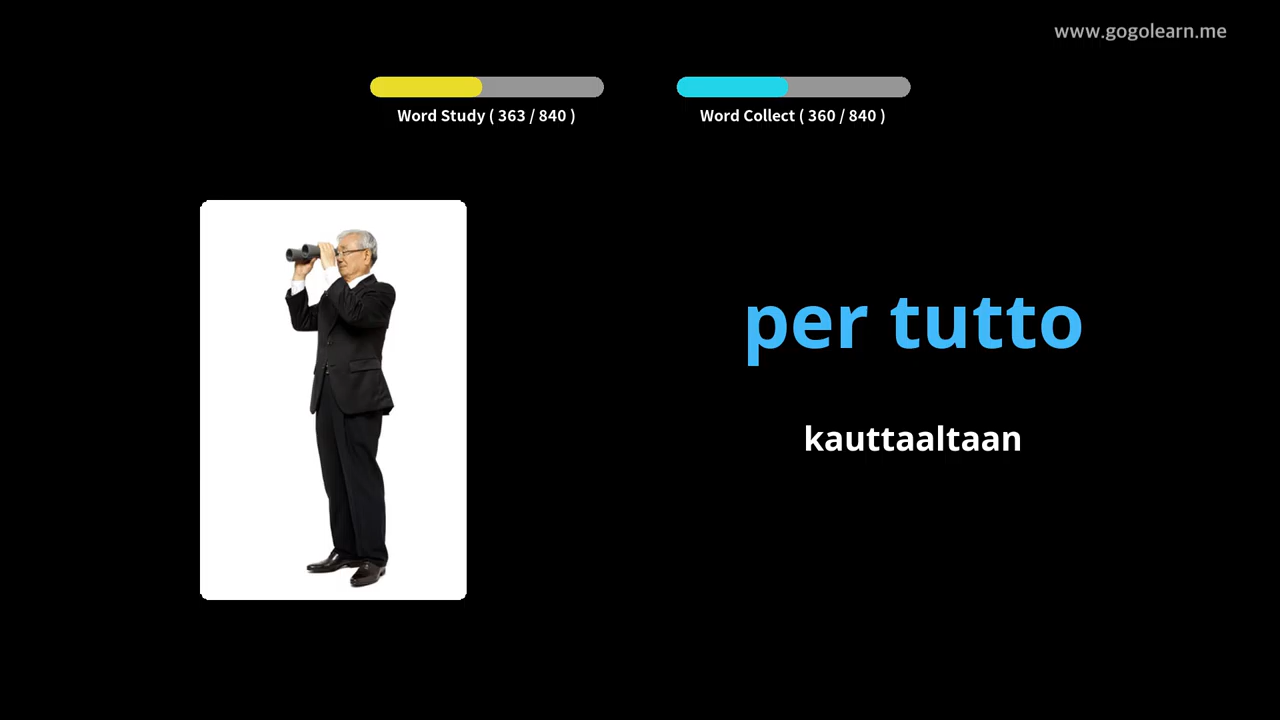 www.gogolearn.me
Word Study ( 363 / 840 )
Word Collect ( 360 / 840 )
per tutto
kauttaaltaan